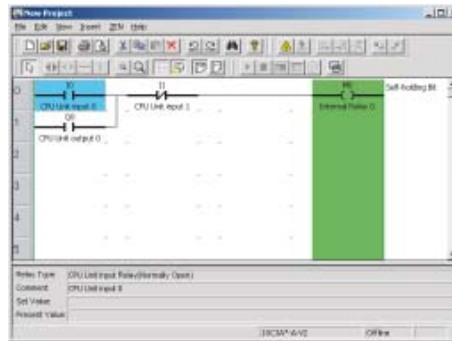 New Project
File Edit View Insert ZEN Help
0 I0 I1 M0 Self-holding Bit
CPU Unit input 0 CPU Unit input 1 Internal Relay 0
1 Q0
CPU Unit output 0
2
3
4
5
Relay Type CPU Unit input Relay(Normally Open)
Comment CPU Unit input 0
Set Value
Present Value
Offline